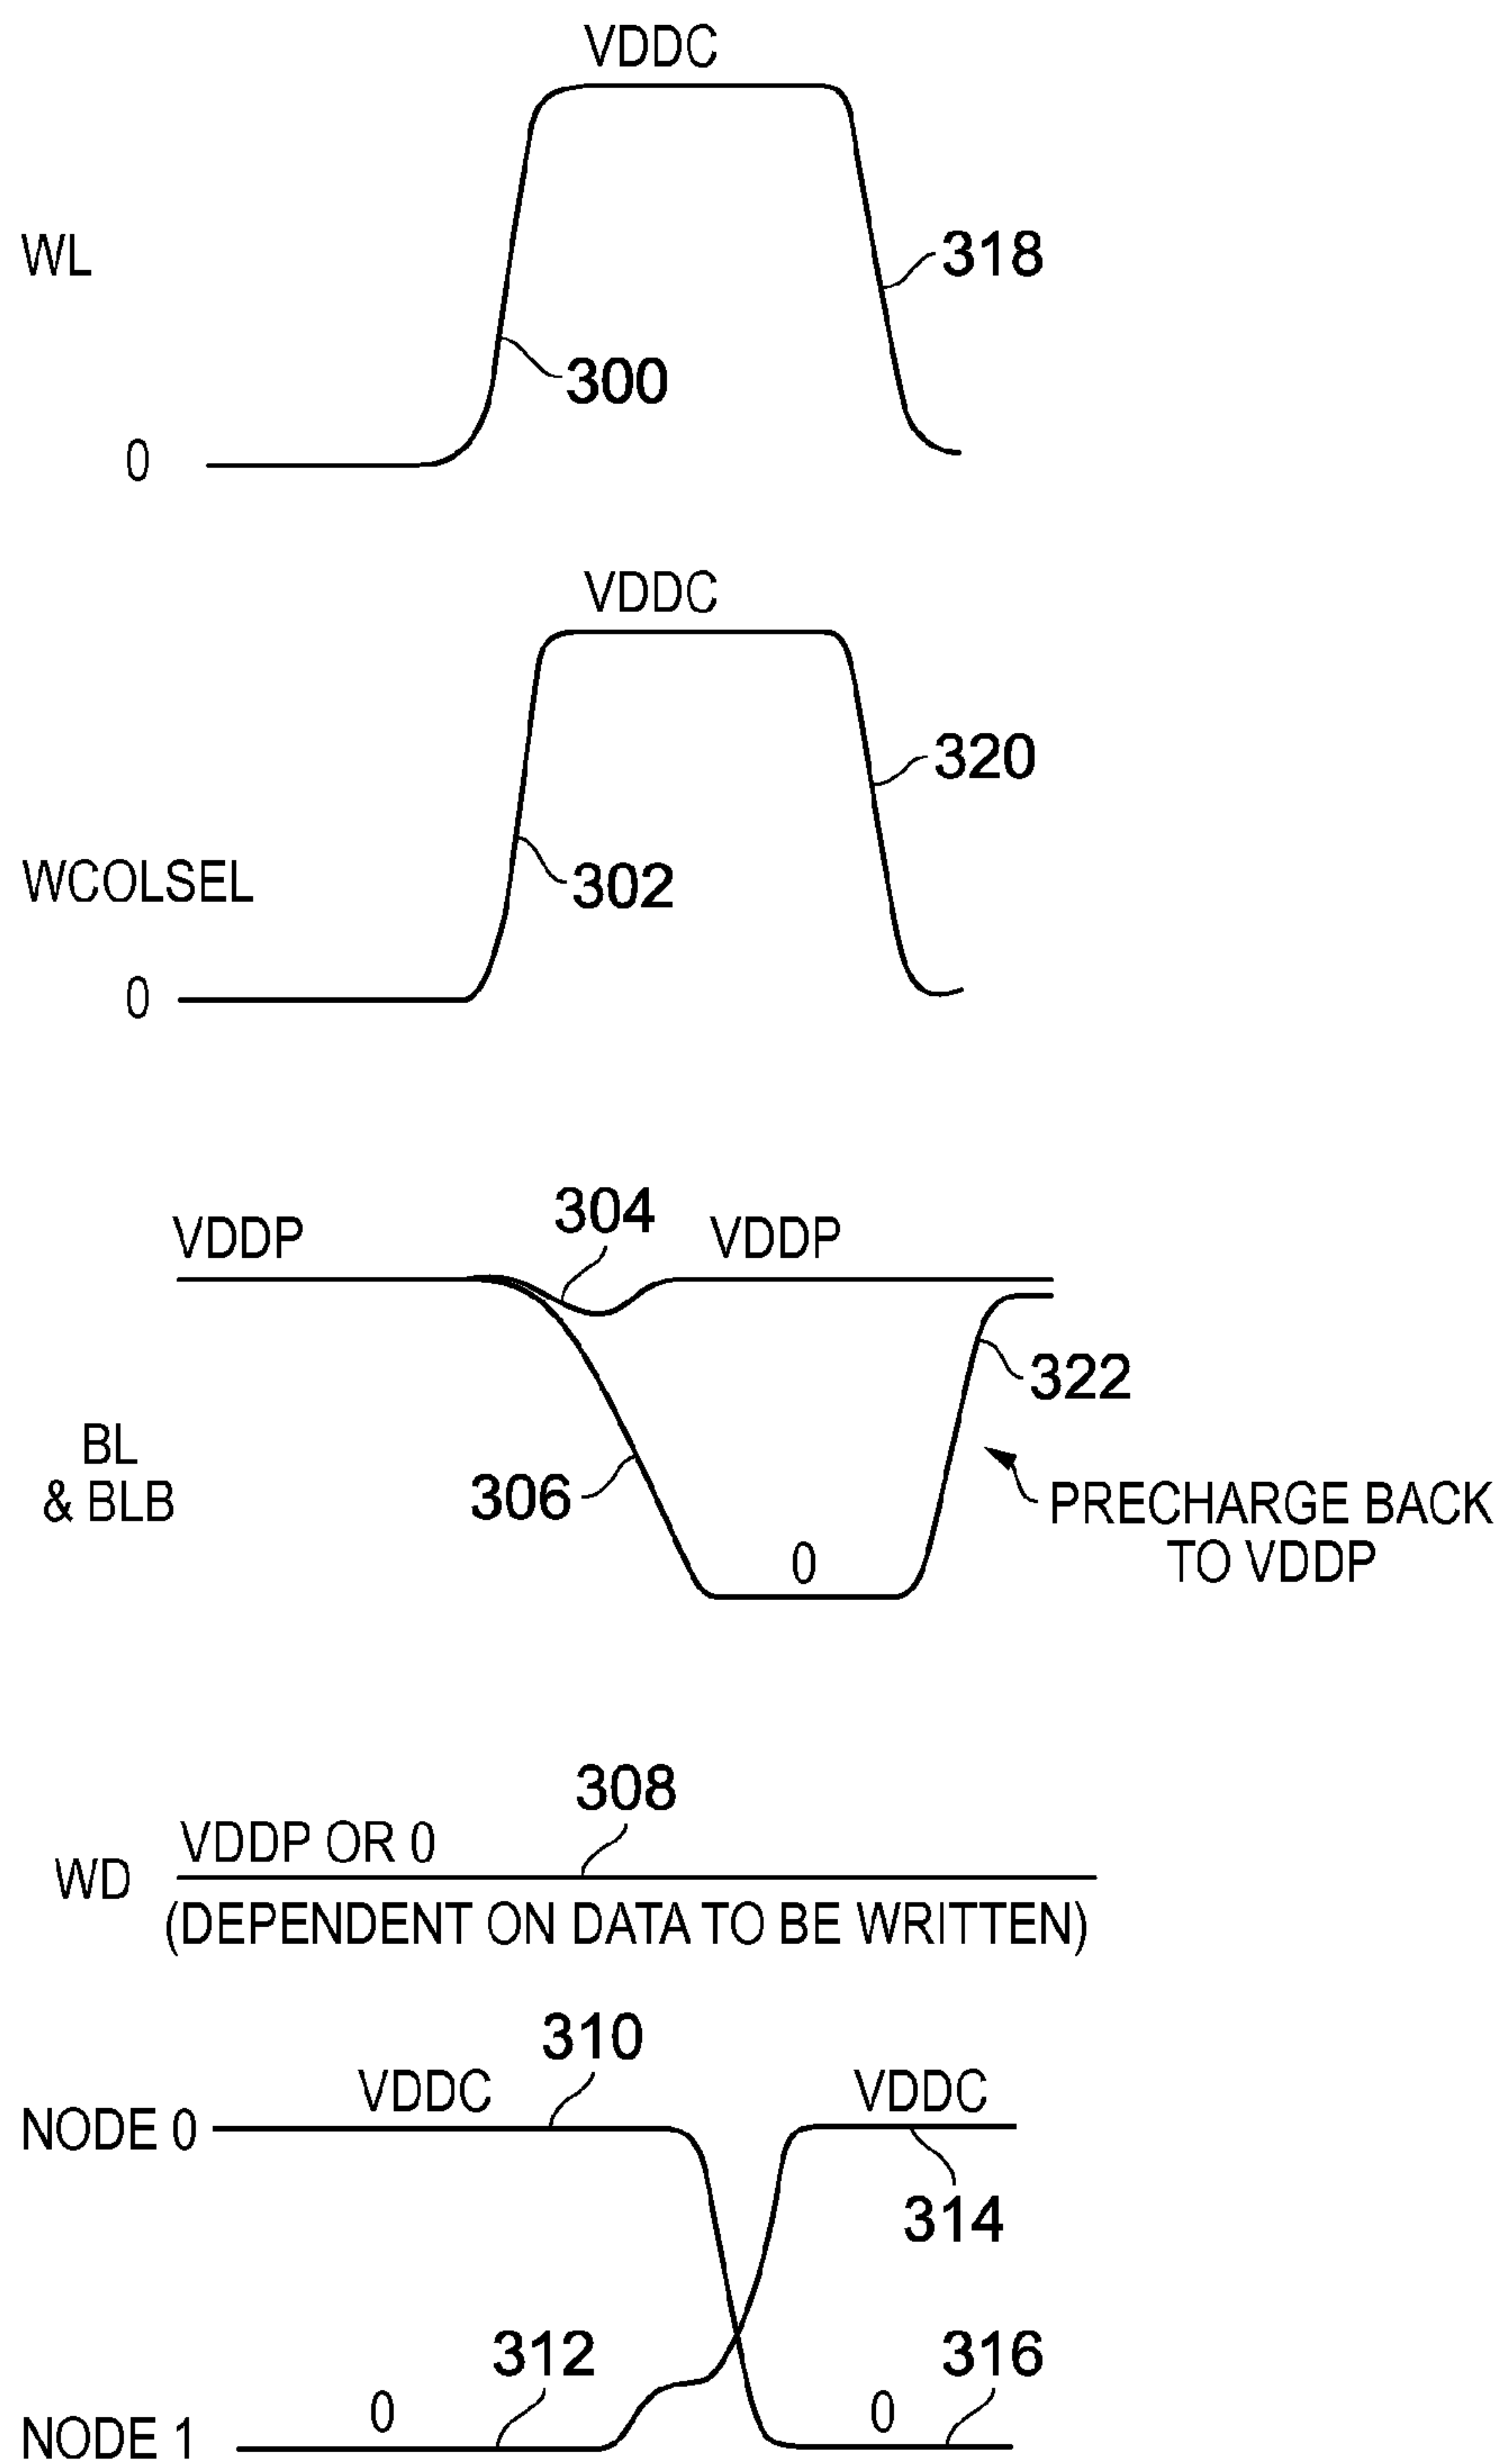 VDDC
WL
318
300
0
VDDC
320
WCOLSEL
302
0
304
VDDP
VDDP
322
BL
& BLB
306
PRECHARGE BACK
TO VDDP
0
308
VDDP OR 0
WD
(DEPENDENT ON DATA TO BE WRITTEN)
310
VDDC
VDDC
NODE 0
314
312
316
0
0
NODE 1